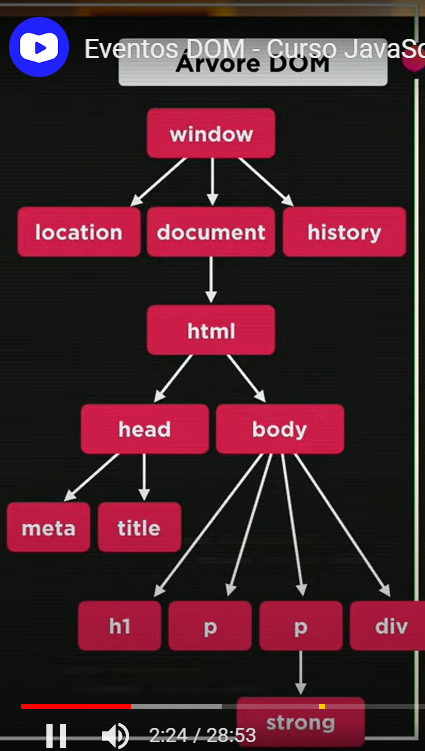 Eventos DOM - Curso JavaSc
Árvore DOM
window
location document history
html
head body
meta title
h1 p p div
strong
2:24 / 28:53